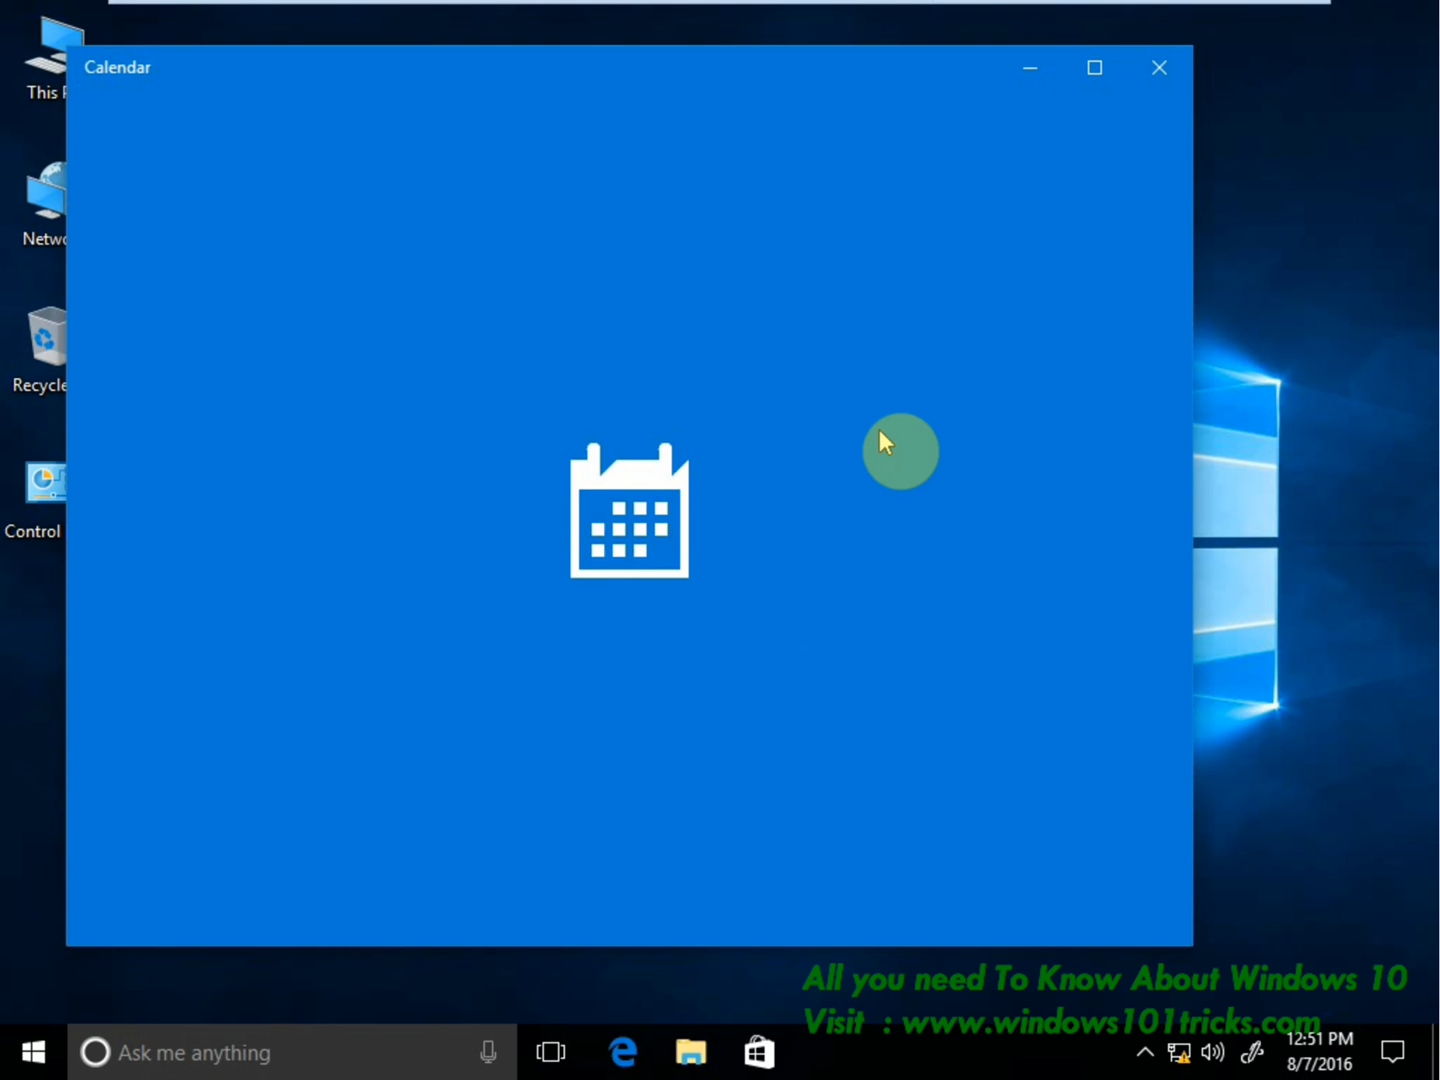 Calendar
This P
Netwo
Recycle
Control
All you need To Know About Windows 10
Visit : www.windows101tricks.com
Ask me anything
12:51 PM
8/7/2016